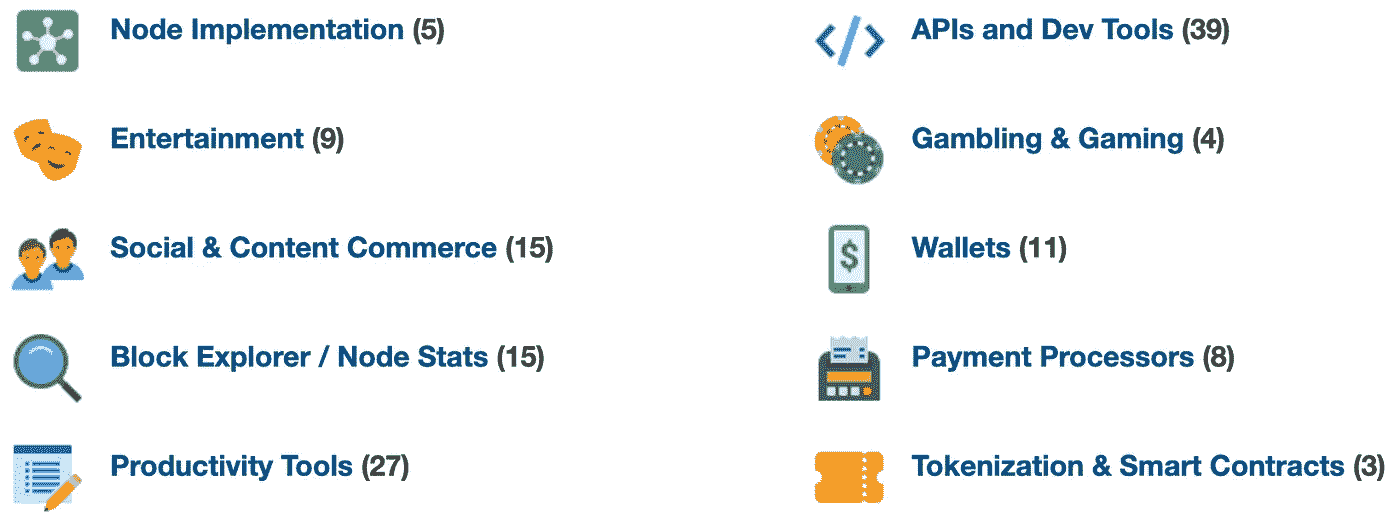 Node Implementation (5)
APIs and Dev Tools (39)
Entertainment (9)
Gambling & Gaming (4)
Social & Content Commerce (15)
Wallets (11)
Block Explorer / Node Stats (15)
Payment Processors (8)
Productivity Tools (27)
Tokenization & Smart Contracts (3)